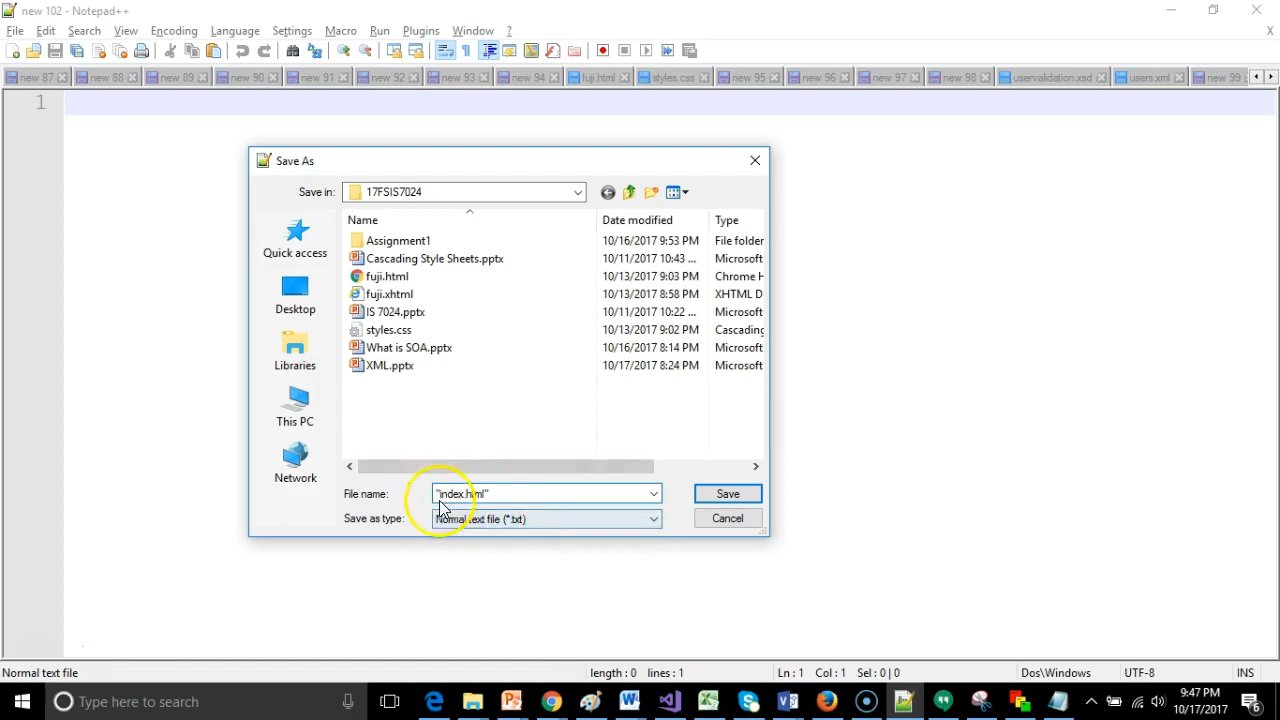 new 102 - Notepad++
File Edit Search View Encoding Language Settings Macro Run Plugins Window ? X
new 87 new 88 new 89 new 90 new 91 new 92 new 93 new 94 fuji.html styles.css new 95 new 96 new 97 new 98 uservalidation.xsd users.xml new 99
1
Save As
Save in: 17FSIS7024
Name Date modified Type
Quick access
Desktop
Libraries
This PC
Network
Assignment1 10/16/2017 9:53 PM File folder
Cascading Style Sheets.pptx 10/11/2017 10:43 ... Microsoft
fuji.html 10/13/2017 9:03 PM Chrome H
fuji.xhtml 10/13/2017 8:58 PM XHTML D
IS 7024.pptx 10/11/2017 10:22 ... Microsoft
styles.css 10/13/2017 9:02 PM Cascading
What is SOA.pptx 10/16/2017 8:14 PM Microsoft
XML.pptx 10/17/2017 8:24 PM Microsoft
File name: "index.html" Save
Save as type: Normal text file (*.txt) Cancel
Normal text file length : 0 lines : 1 Ln : 1 Col : 1 Sel : 0 | 0 Dos\Windows UTF-8 INS
Type here to search
9:47 PM
10/17/2017
6